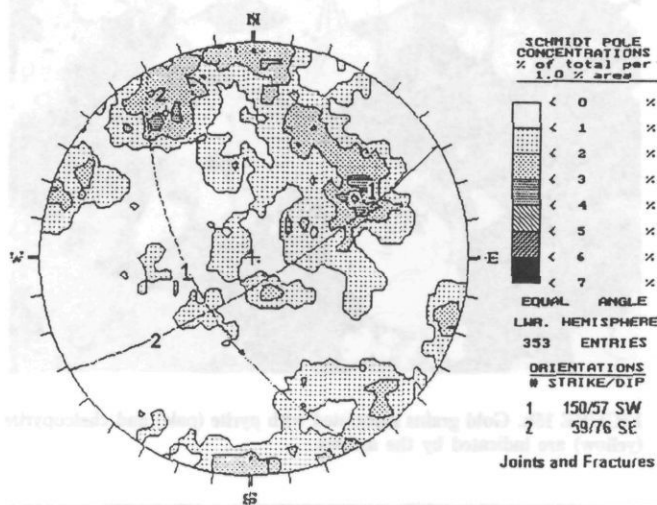 N
2
1
W
E
1
2
S
SCHMIDT POLE
CONCENTRATIONS
% of total per
1.0 % area
< 0 %
< 1 %
< 2 %
< 3 %
< 4 %
< 5 %
< 6 %
< 7 %
EQUAL ANGLE
LWR. HEMISPHERE
353 ENTRIES
ORIENTATIONS
# STRIKE/DIP
1 150/57 SW
2 59/76 SE
Joints and Fractures